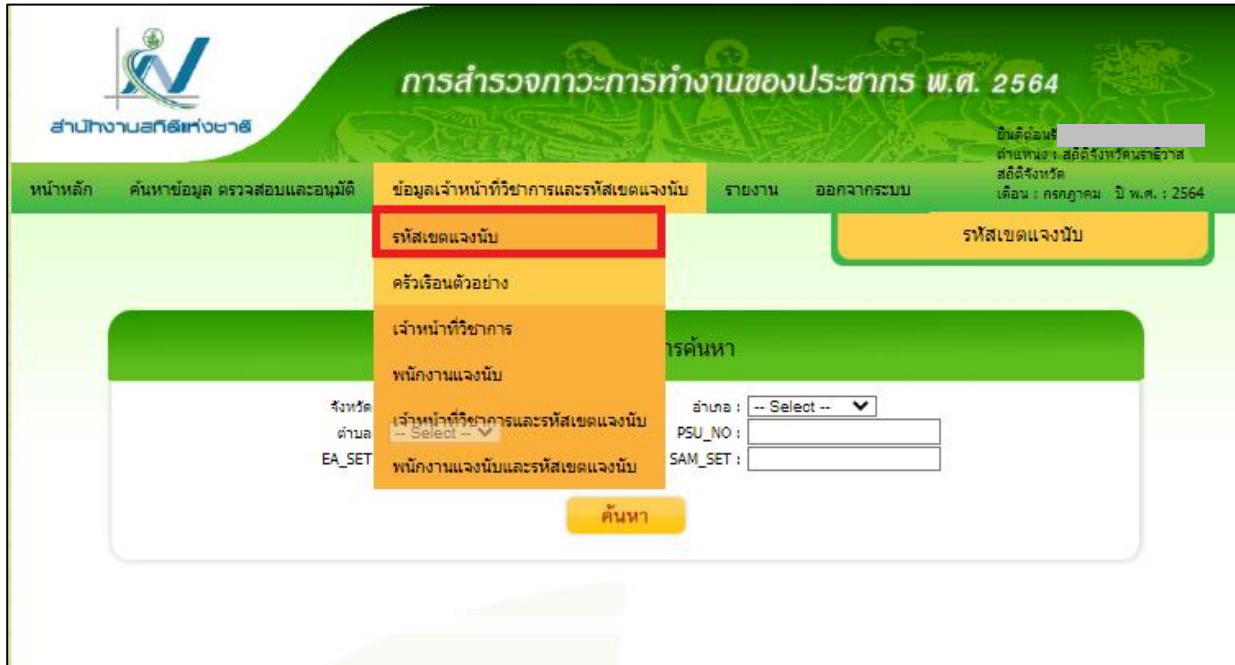 การสำรวจภาวะการทำงานของประชากร พ.ศ. 2564
สำนักงานสถิติแห่งชาติ
ยินดีต่อนรั
ตำแหน่ง : สถิติจังหวัดนราธิวาส
สถิติจังหวัด
เดือน : กรกฎาคม ปี พ.ศ. : 2564
หน้าหลัก ค้นหาข้อมูล ตรวจสอบและอนุมัติ ข้อมูลเจ้าหน้าที่วิชาการและรหัสเขตแจงนับ รายงาน ออกจากระบบ
รหัสเขตแจงนับ
รหัสเขตแจงนับ
ครัวเรือนตัวอย่าง
เจ้าหน้าที่วิชาการ
พนักงานแจงนับ
เจ้าหน้าที่วิชาการและรหัสเขตแจงนับ
พนักงานแจงนับและรหัสเขตแจงนับ
ารค้นหา
จังหวัด อำเภอ : -- Select --
ตำบล -- Select -- PSU_NO :
EA_SET SAM_SET :
ค้นหา